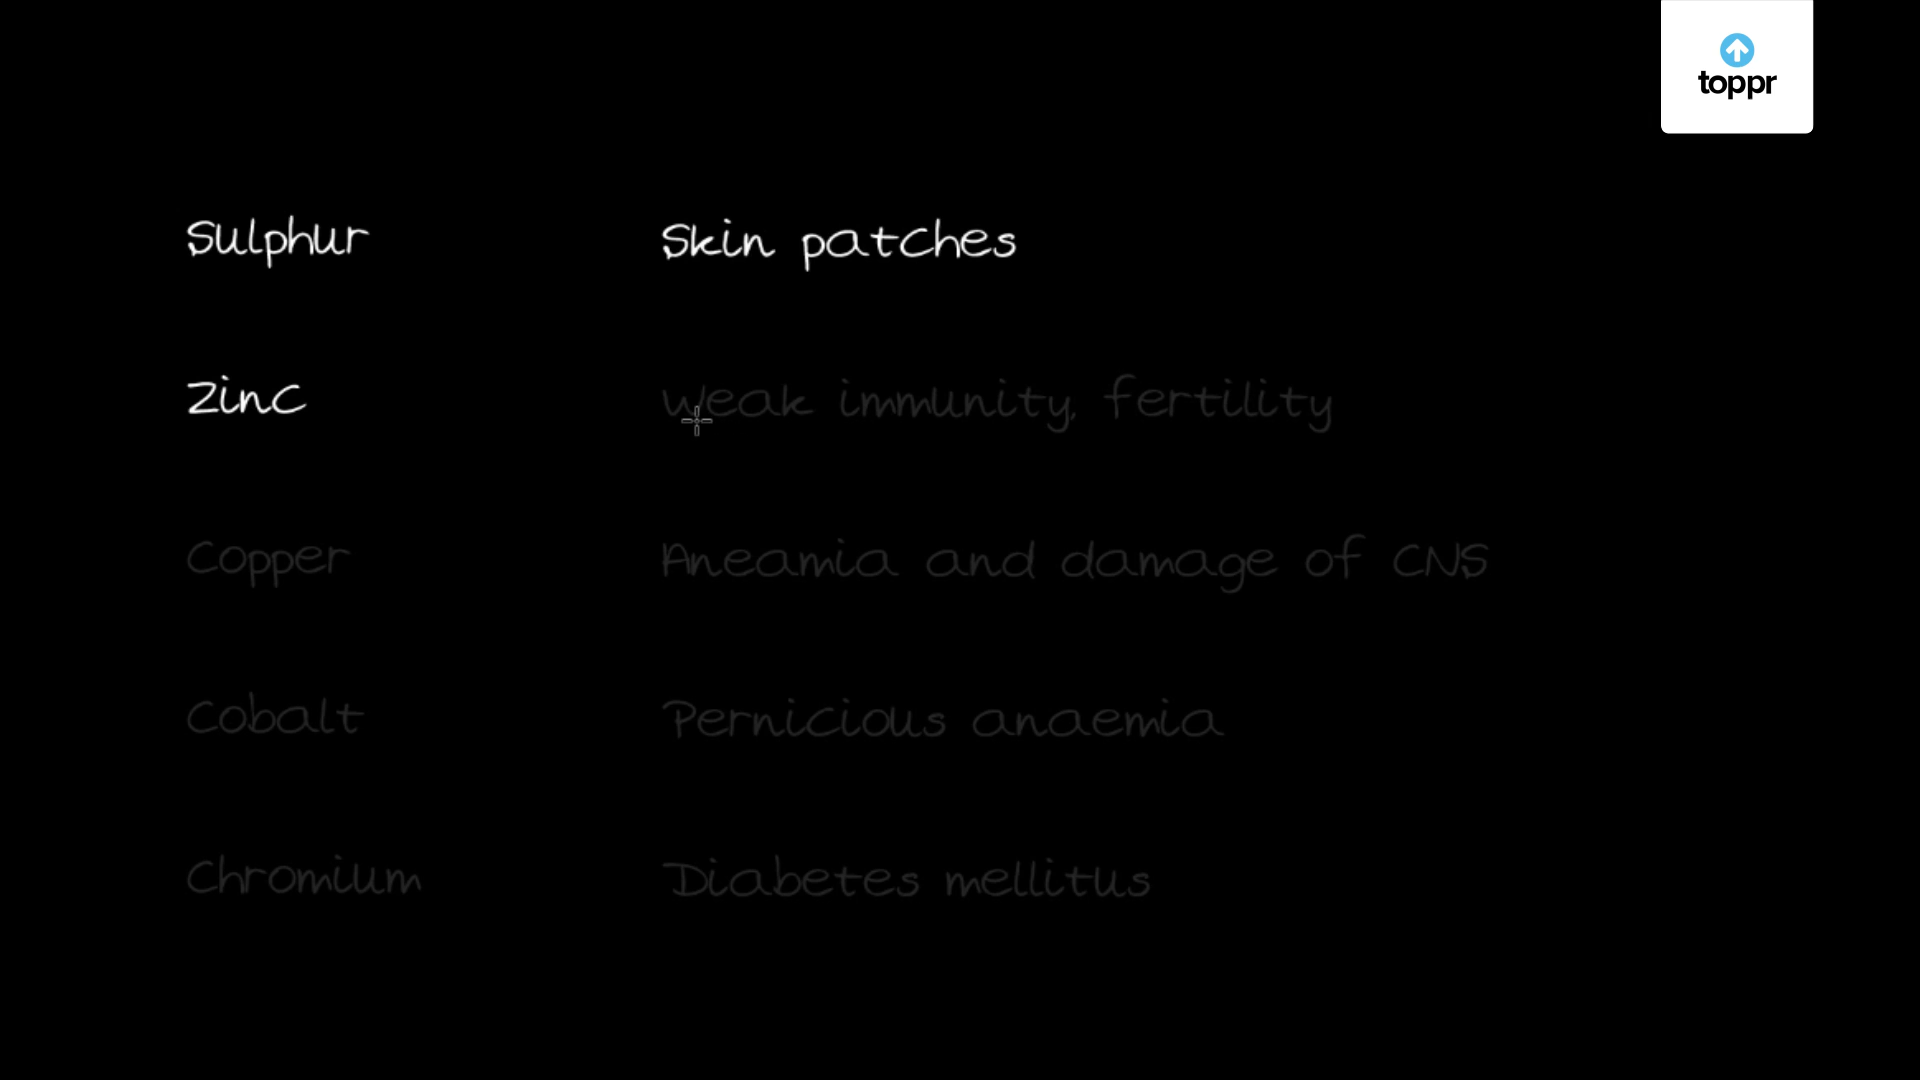 toppr
Sulphur Skin patches
Zinc Weak immunity, fertility
Copper Aneamia and damage of CNS
Cobalt Pernicious anaemia
Chromium Diabetes mellitus